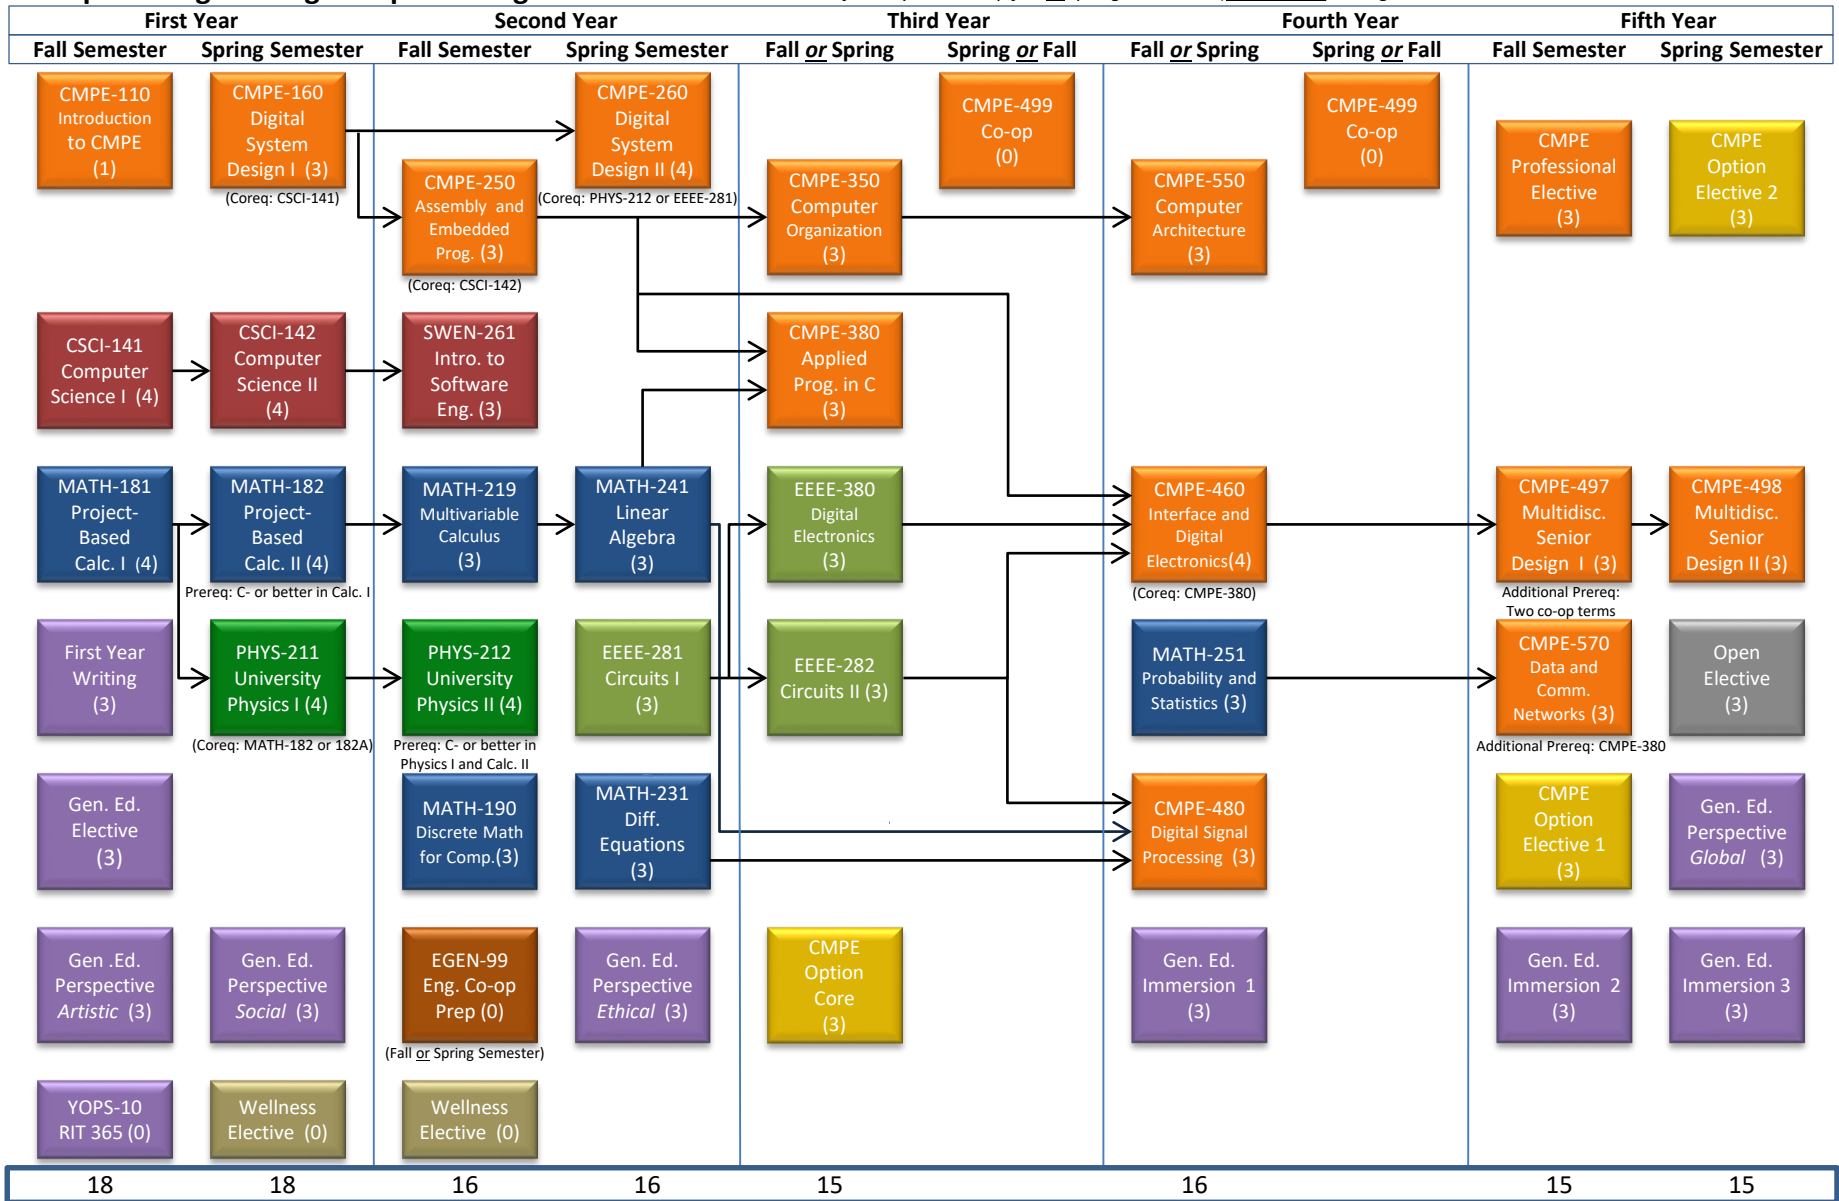 First Year Second Year Third Year Fourth Year Fifth Year
Fall Semester Spring Semester Fall Semester Spring Semester Fall or Spring Spring or Fall Fall or Spring Spring or Fall Fall Semester Spring Semester
CMPE-110
Introduction
to CMPE
(1)
CMPE-160
Digital
System
Design I (3)
(Coreq: CSCI-141)
CMPE-250
Assembly and
Embedded
Prog. (3)
(Coreq: CSCI-142)
CMPE-260
Digital
System
Design II (4)
(Coreq: PHYS-212 or EEEE-281)
CMPE-350
Computer
Organization
(3)
CMPE-499
Co-op
(0)
CMPE-550
Computer
Architecture
(3)
CMPE-499
Co-op
(0)
CMPE
Professional
Elective
(3)
CMPE
Option
Elective 2
(3)
CSCI-141
Computer
Science I (4)
CSCI-142
Computer
Science II
(4)
SWEN-261
Intro. to
Software
Eng. (3)
CMPE-380
Applied
Prog. in C
(3)
MATH-181
Project-
Based
Calc. I (4)
MATH-182
Project-
Based
Calc. II (4)
Prereq: C- or better in Calc. I
MATH-219
Multivariable
Calculus
(3)
MATH-241
Linear
Algebra
(3)
EEEE-380
Digital
Electronics
(3)
CMPE-460
Interface and
Digital
Electronics(4)
(Coreq: CMPE-380)
CMPE-497
Multidisc.
Senior
Design I (3)
Additional Prereq:
Two co-op terms
CMPE-498
Multidisc.
Senior
Design II (3)
First Year
Writing
(3)
PHYS-211
University
Physics I (4)
(Coreq: MATH-182 or 182A)
PHYS-212
University
Physics II (4)
Prereq: C- or better in
Physics I and Calc. II
EEEE-281
Circuits I
(3)
EEEE-282
Circuits II (3)
MATH-251
Probability and
Statistics (3)
CMPE-570
Data and
Comm.
Networks (3)
Additional Prereq: CMPE-380
Open
Elective
(3)
Gen. Ed.
Elective
(3)
MATH-190
Discrete Math
for Comp.(3)
MATH-231
Diff.
Equations
(3)
CMPE-480
Digital Signal
Processing (3)
CMPE
Option
Elective 1
(3)
Gen. Ed.
Perspective
Global (3)
Gen .Ed.
Perspective
Artistic (3)
Gen. Ed.
Perspective
Social (3)
EGEN-99
Eng. Co-op
Prep (0)
(Fall or Spring Semester)
Gen. Ed.
Perspective
Ethical (3)
CMPE
Option
Core
(3)
Gen. Ed.
Immersion 1
(3)
Gen. Ed.
Immersion 2
(3)
Gen. Ed.
Immersion 3
(3)
YOPS-10
RIT 365 (0)
Wellness
Elective (0)
Wellness
Elective (0)
18 18 16 16 15 16 15 15